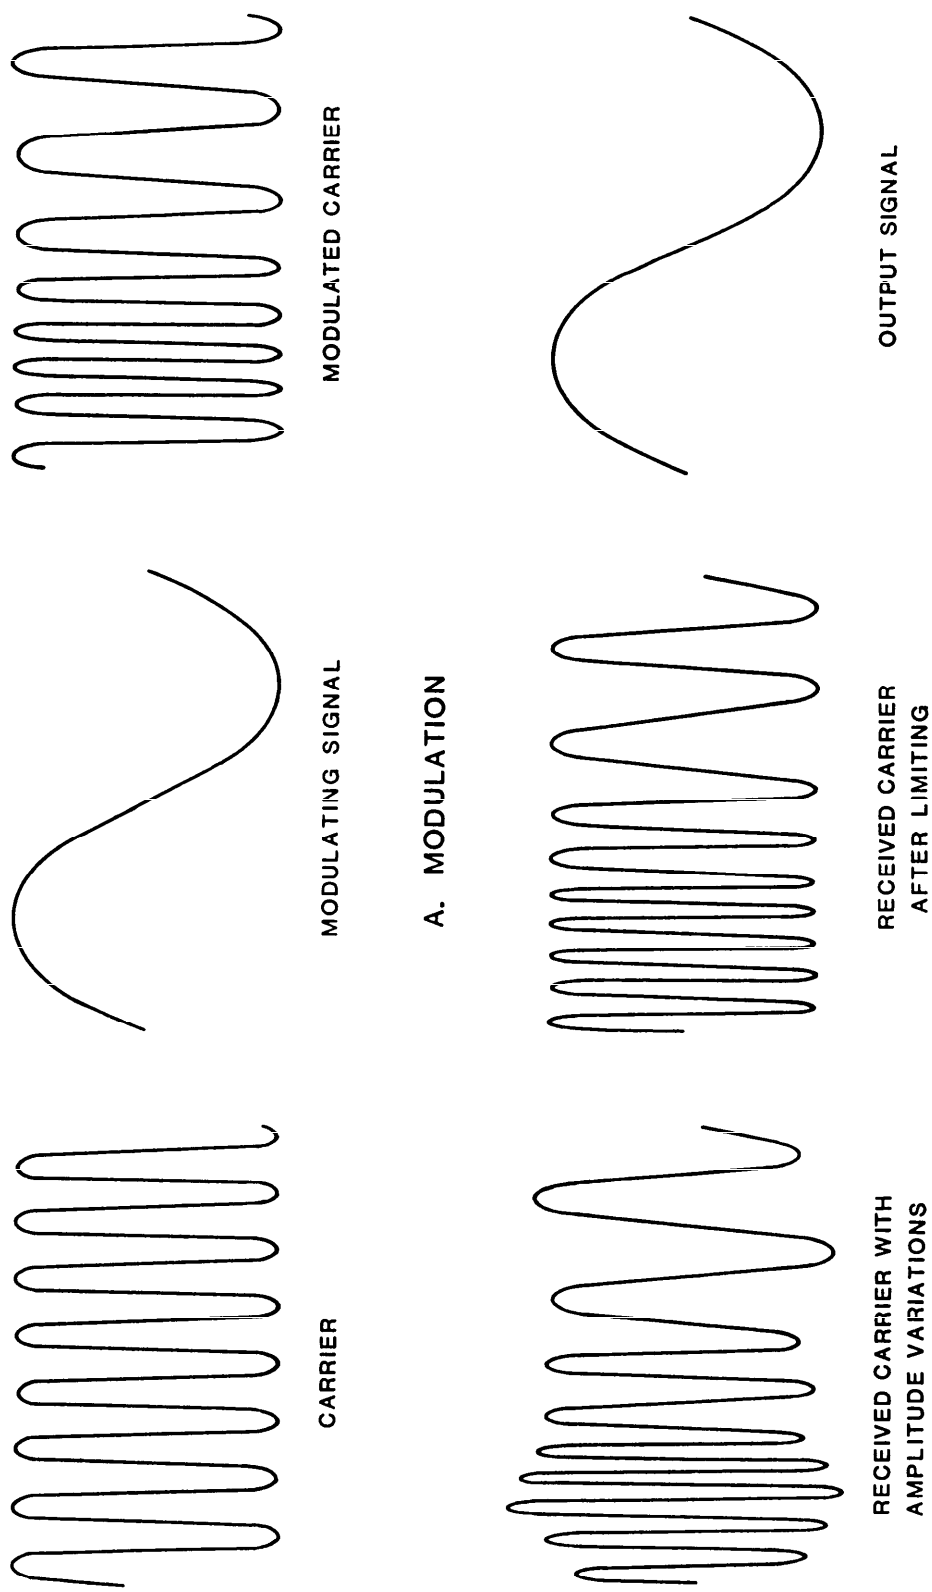 CARRIER
MODULATING SIGNAL
MODULATED CARRIER
A. MODULATION
RECEIVED CARRIER WITH
AMPLITUDE VARIATIONS
RECEIVED CARRIER
AFTER LIMITING
OUTPUT SIGNAL